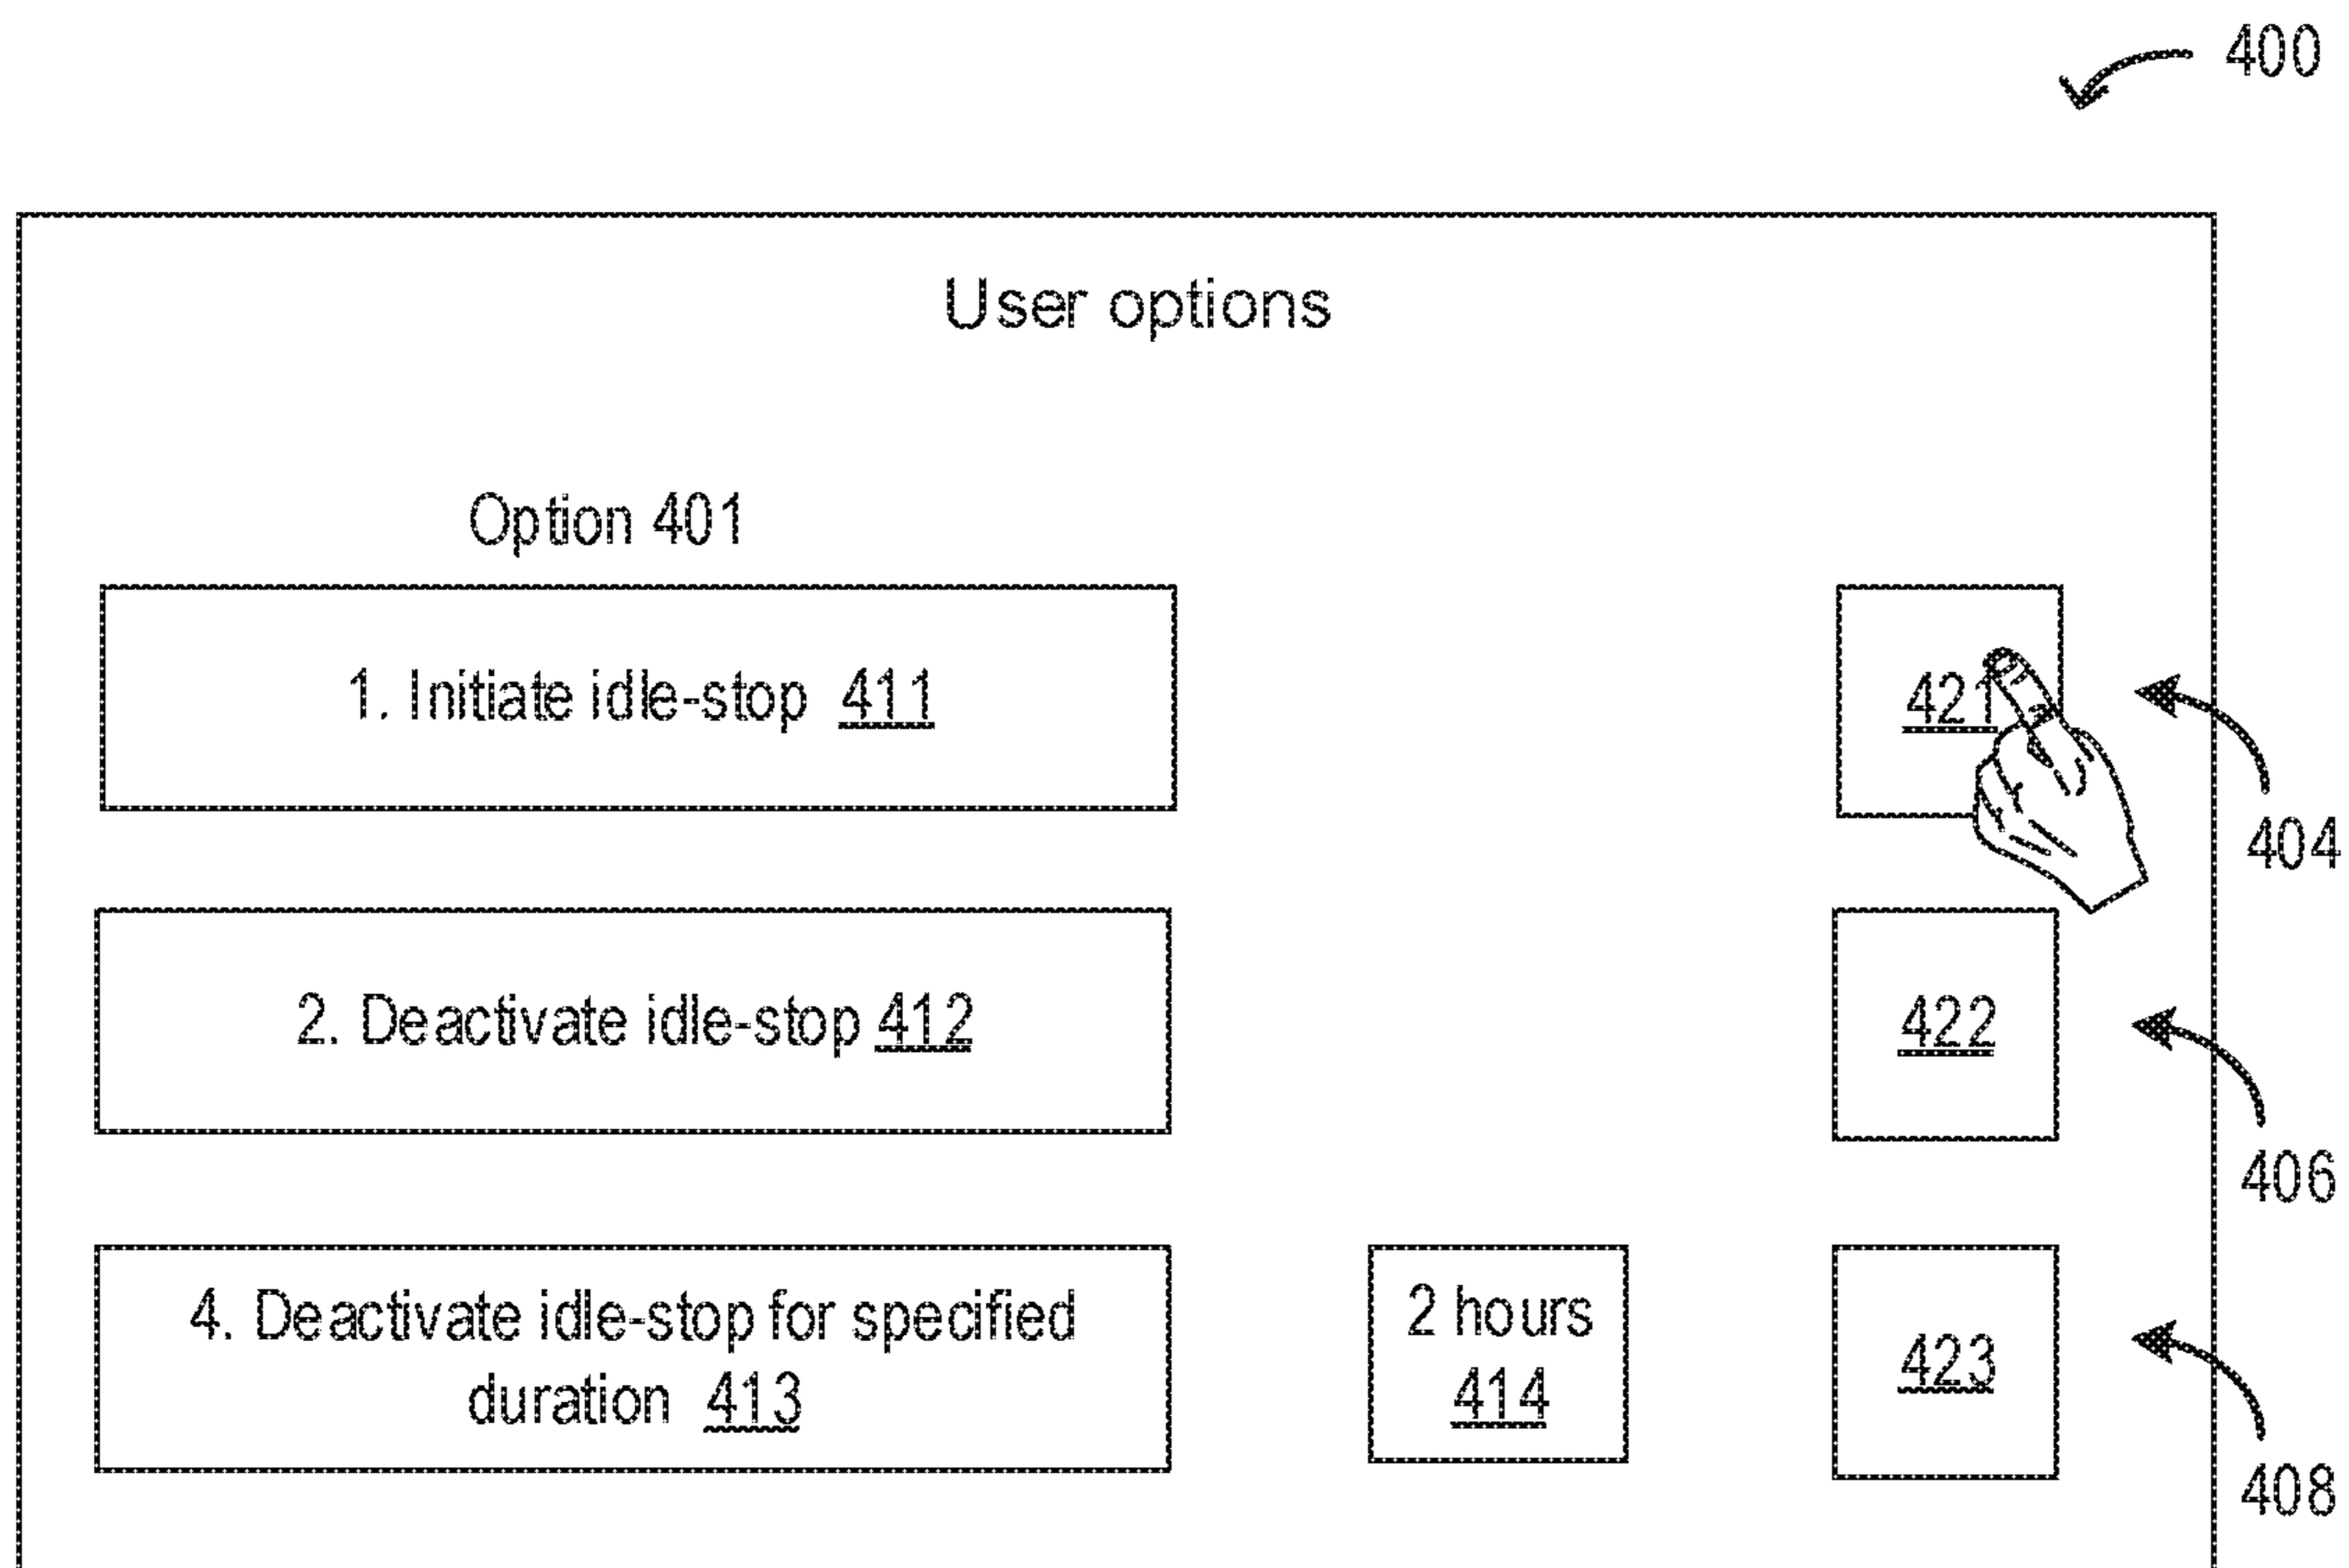 400
User options
Option 401
1. Initiate idle-stop 411
421
404
2. Deactivate idle-stop 412
422
406
4. Deactivate idle-stop for specified
duration 413
2 hours
414
423
408